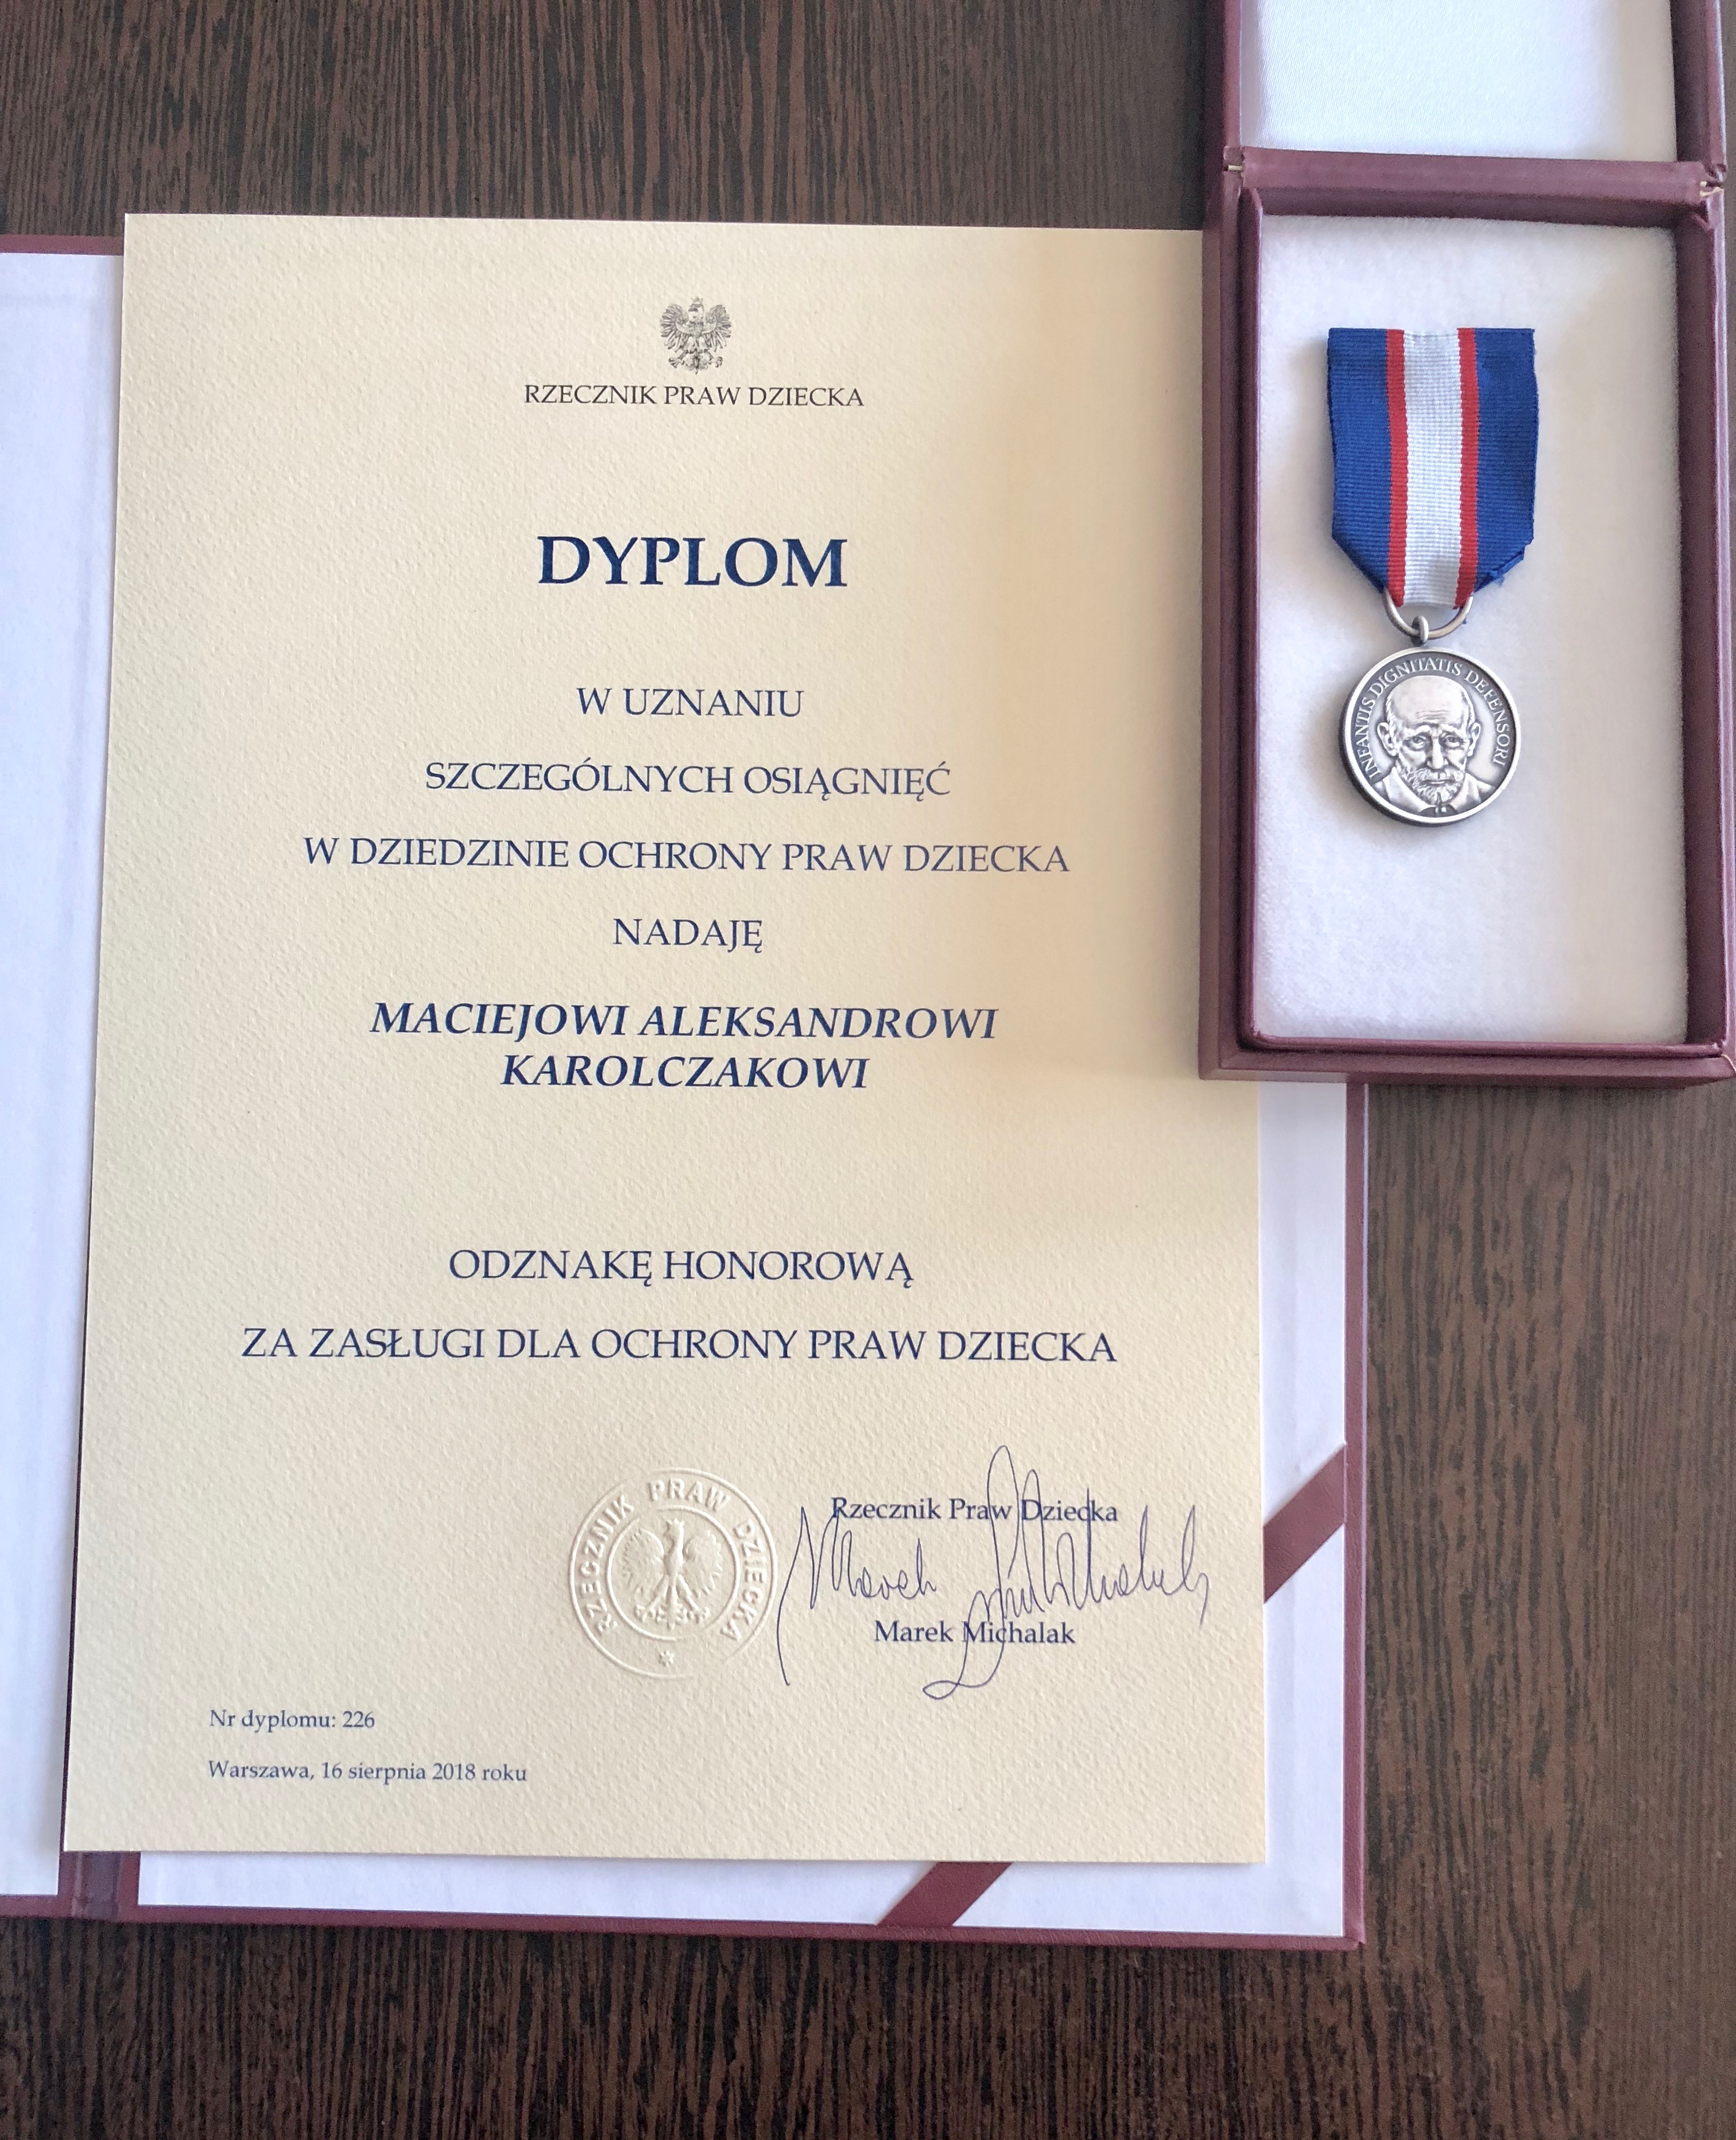 RZECZNIK PRAW DZIECKA
DYPLOM
W UZNANIU
SZCZEGÓLNYCH OSIĄGNIĘĆ
W DZIEDZINIE OCHRONY PRAW DZIECKA
NADAJĘ
MACIEJOWI ALEKSANDROWI
KAROLCZAKOWI
ODZNAKĘ HONOROWĄ
ZA ZASŁUGI DLA OCHRONY PRAW DZIECKA
RZECZNIK PRAW DZIECKA
Rzecznik Praw Dziecka
Marek Michalak
Marek Michalak
Nr dyplomu: 226
Warszawa, 16 sierpnia 2018 roku
INFANTIS DIGNITATIS DEFENSORI